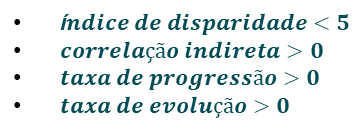 • índice de disparidade < 5
• correlação indireta > 0
• taxa de progressão > 0
• taxa de evolução > 0